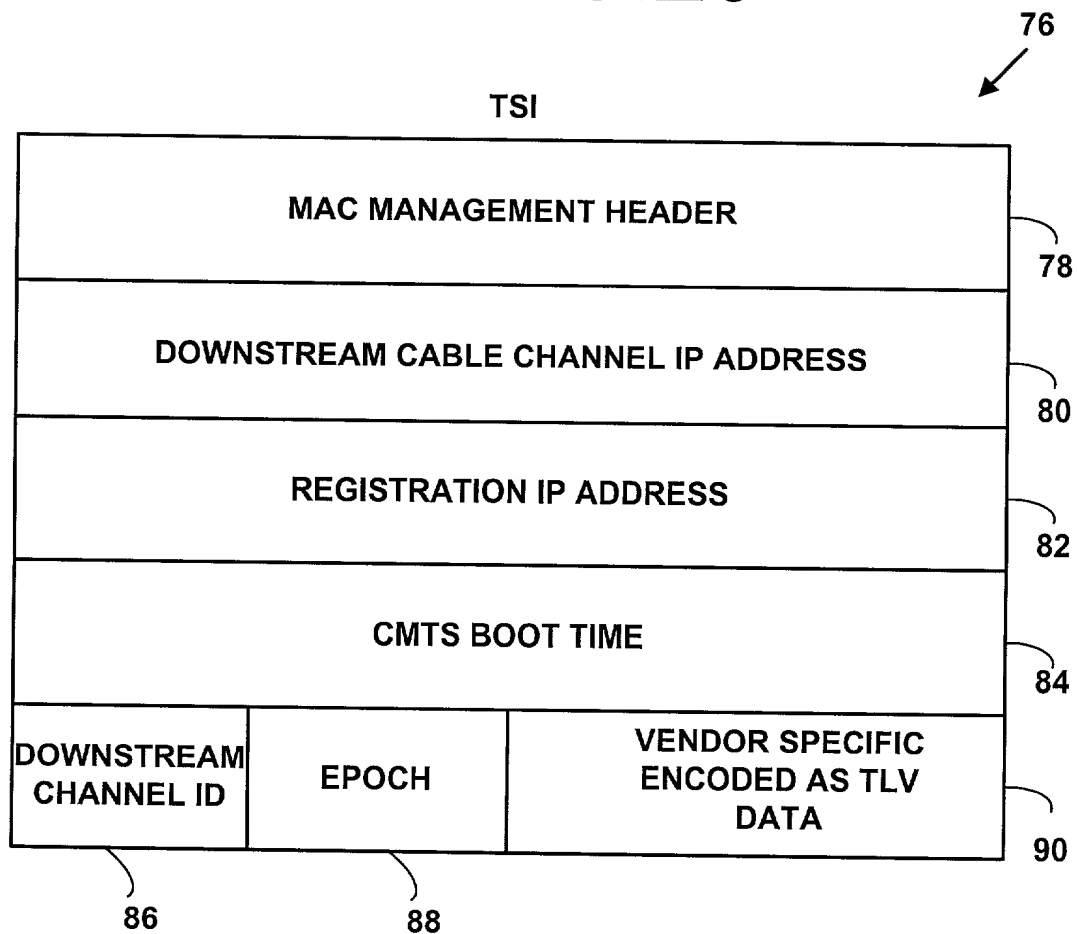 76
TSI
MAC MANAGEMENT HEADER
78
DOWNSTREAM CABLE CHANNEL IP ADDRESS
80
REGISTRATION IP ADDRESS
82
CMTS BOOT TIME
84
DOWNSTREAM
CHANNEL ID
EPOCH
VENDOR SPECIFIC
ENCODED AS TLV
DATA
90
86
88